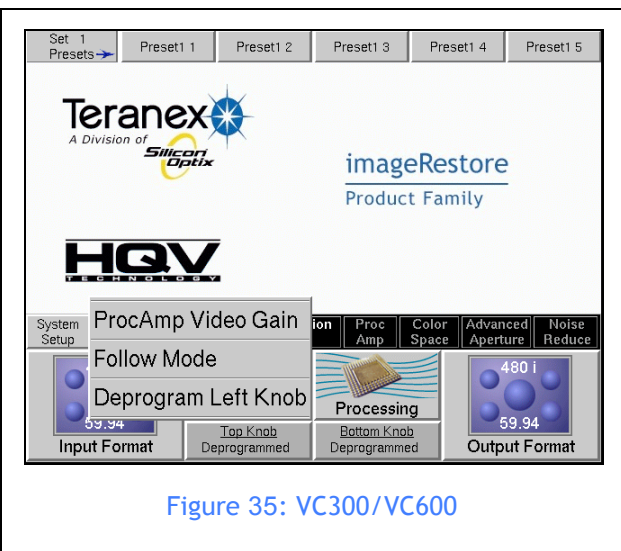 Set 1
Presets
Preset1 1
Preset1 2
Preset1 3
Preset1 4
Preset1 5
Teranex
A Division of
Silicon
Optix
imageRestore
Product Family
HQV
TECHNOLOGY
System
Setup
ProcAmp Video Gain
Follow Mode
Deprogram Left Knob
ion
Proc
Amp
Color
Space
Advanced
Aperture
Noise
Reduce
59.94
Input Format
Top Knob
Deprogrammed
Processing
Bottom Knob
Deprogrammed
480 i
59.94
Output Format
Figure 35: VC300/VC600